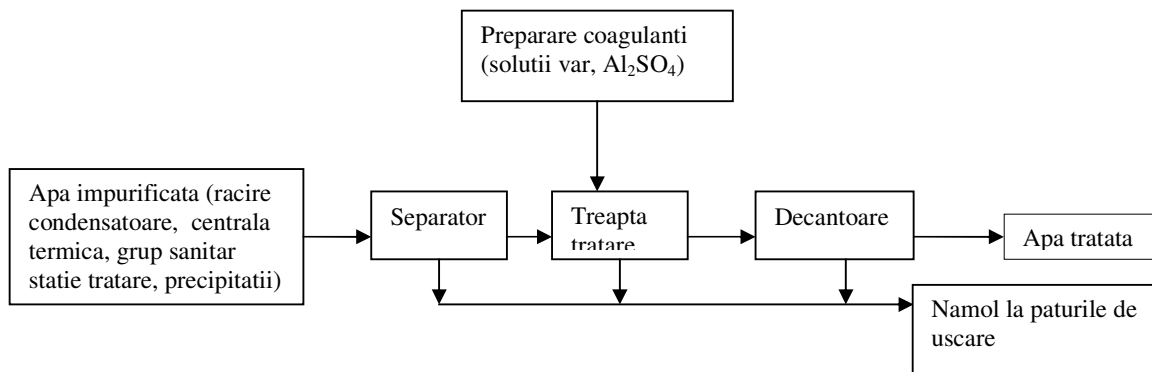 Preparare coagulanti
(solutii var, Al₂SO₄)
Apa impurificata (racire
condensatoare, centrala
termica, grup sanitar
statie tratare, precipitatii)
Separator
Treapta
tratare
Decantoare
Apa tratata
Namol la paturile de
uscare